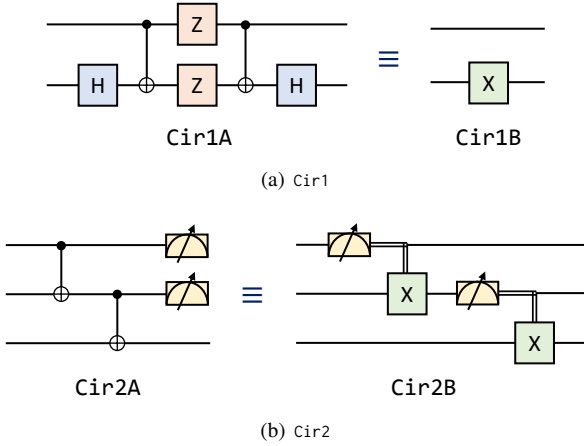 Z
H Z H ≡ X
Cir1A Cir1B
(a) Cir1
≡ X
X
Cir2A Cir2B
(b) Cir2